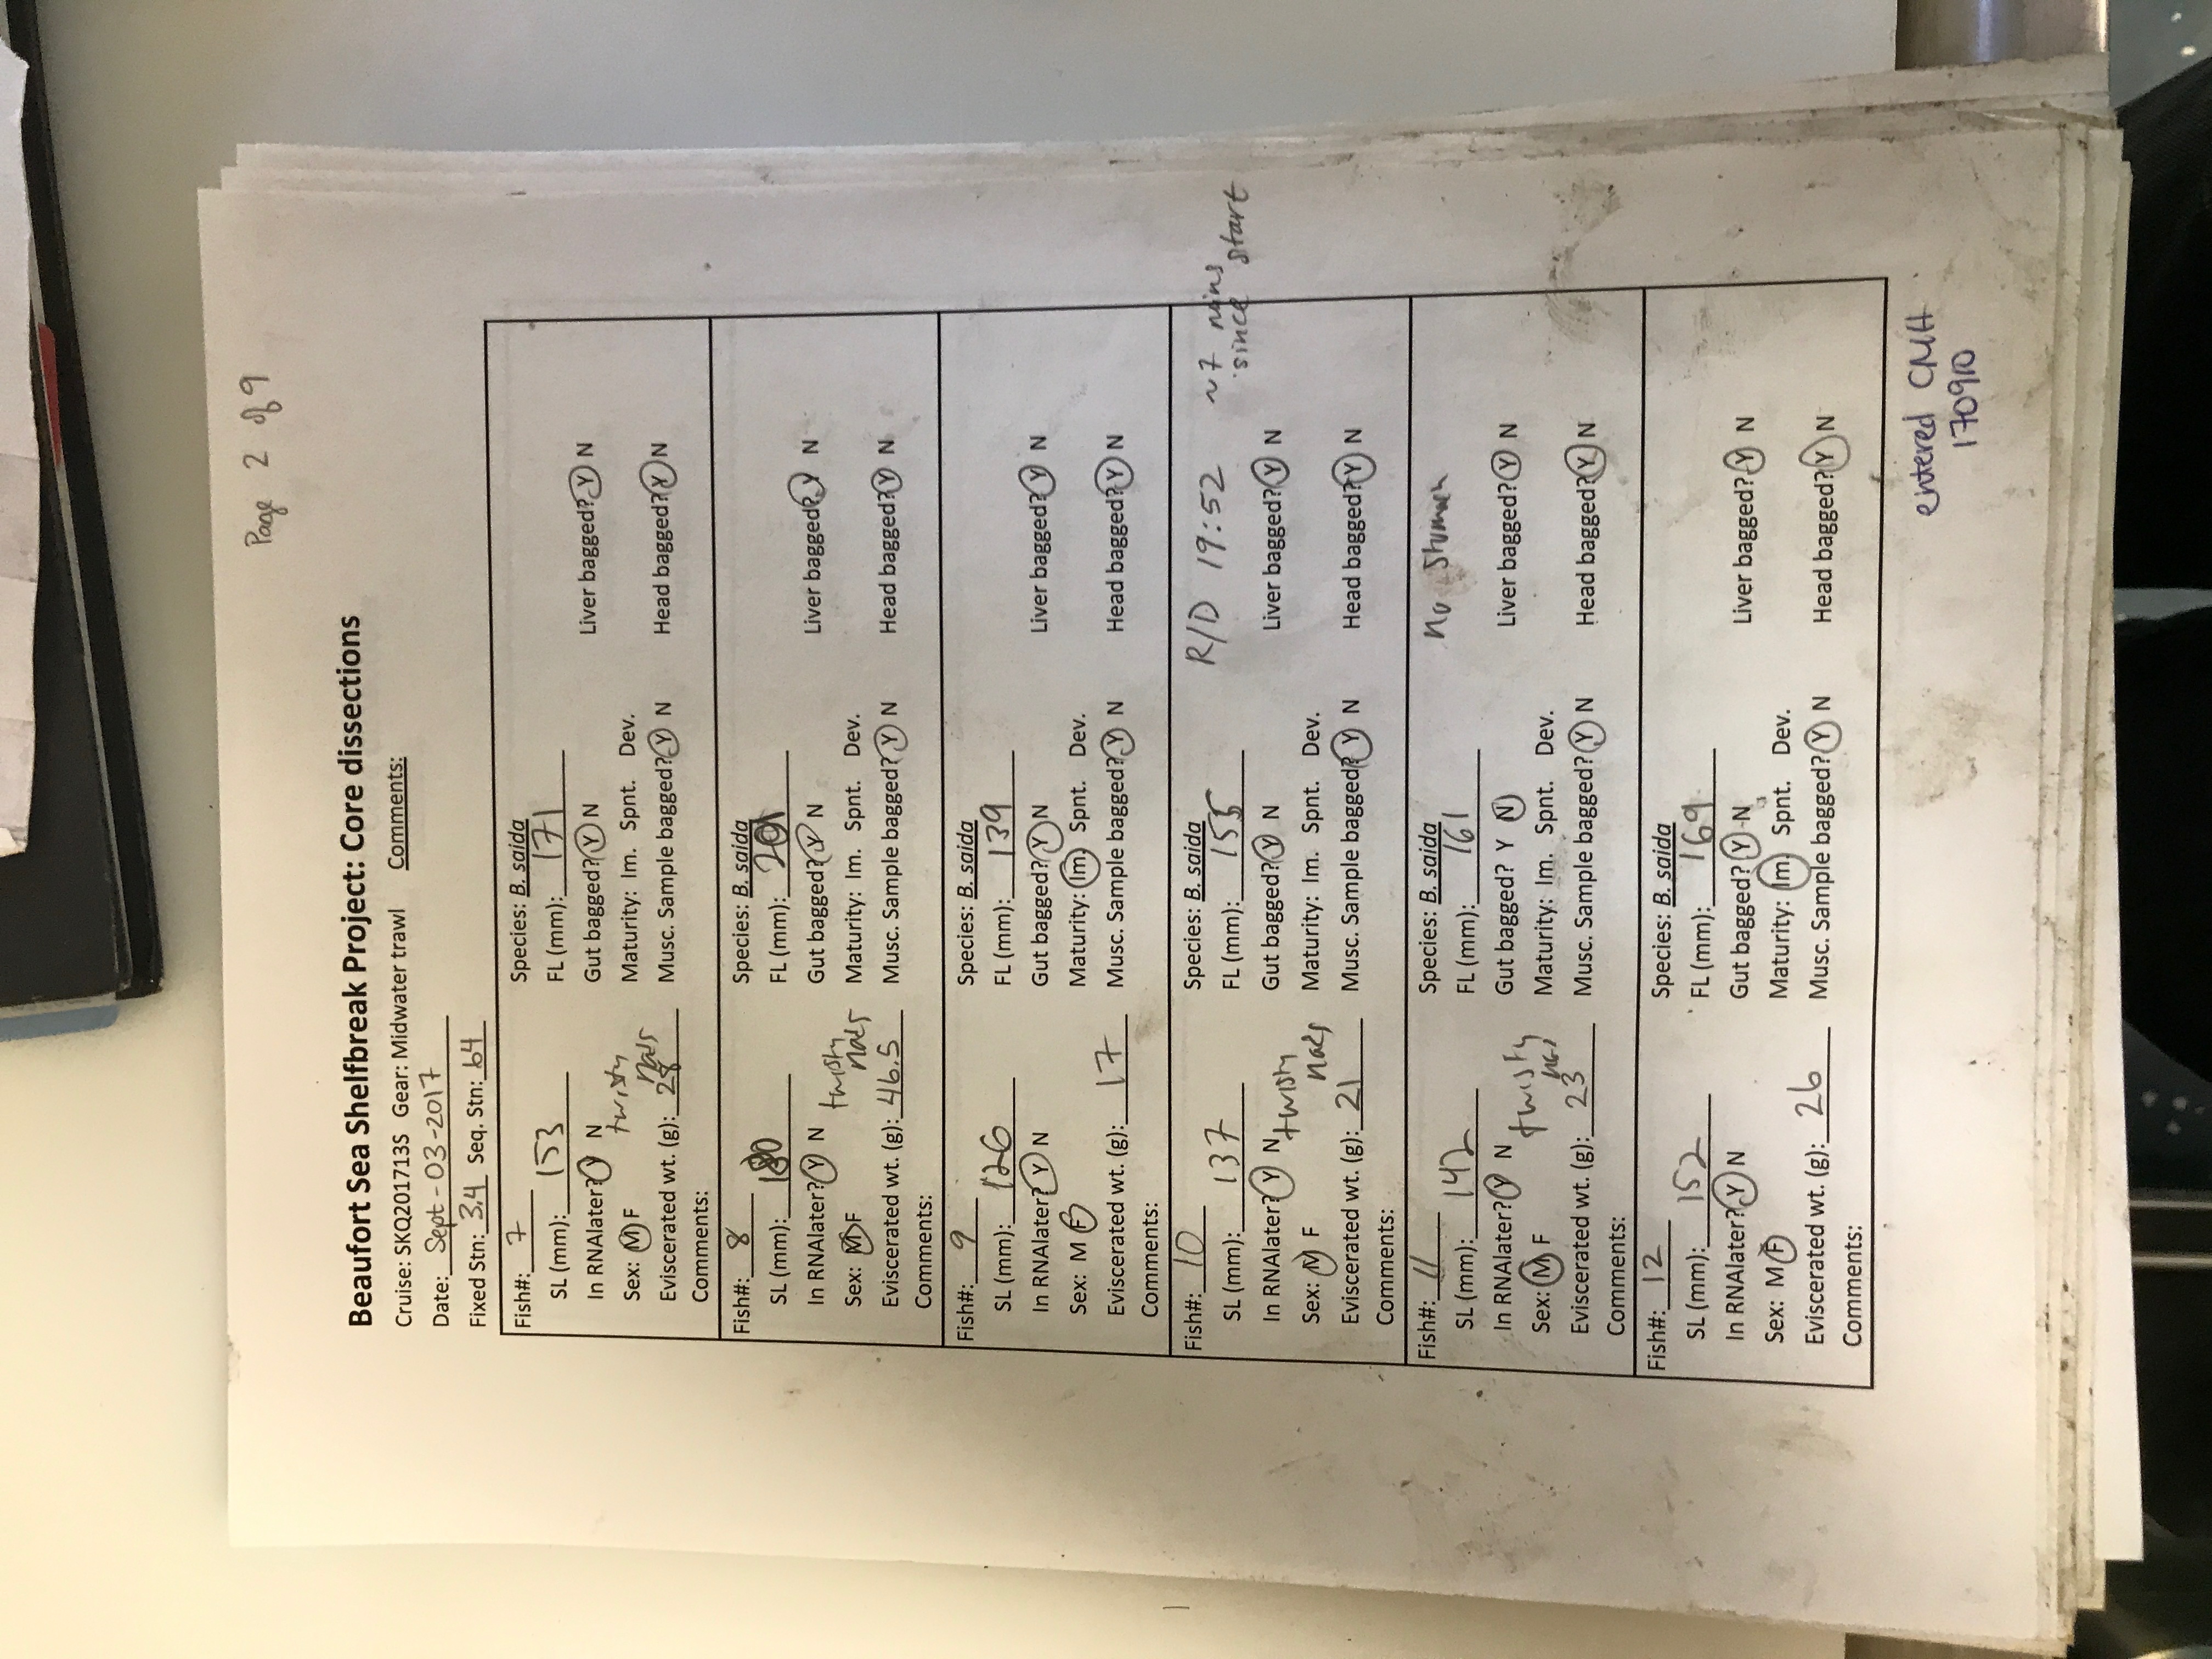 Page 2 of 9
Beaufort Sea Shelfbreak Project: Core dissections
Cruise: SKQ201713S Gear: Midwater trawl Comments:
Date: Sept-03-2017
Fixed Stn: 3.4 Seq. Stn: 64
Fish#: 7 Species: B. saida
SL (mm): 153 FL (mm): 171
In RNAlater? Y N Gut bagged? Y N Liver bagged? Y N
twisty
Sex: M F Maturity: Im. Spnt. Dev.
nads
Eviscerated wt. (g): 28 Musc. Sample bagged? Y N Head bagged? Y N
Comments:
Fish#: 8 Species: B. saida
SL (mm): 180 FL (mm): 201
In RNAlater? Y N Gut bagged? Y N Liver bagged? Y N
twisty
Sex: M F Maturity: Im. Spnt. Dev.
nads
Eviscerated wt. (g): 46.5 Musc. Sample bagged? Y N Head bagged? Y N
Comments:
Fish#: 9 Species: B. saida
SL (mm): 126 FL (mm): 139
In RNAlater? Y N Gut bagged? Y N Liver bagged? Y N
Sex: M F Maturity: Im. Spnt. Dev.
Eviscerated wt. (g): 17 Musc. Sample bagged? Y N Head bagged? Y N
Comments:
Fish#: 10 Species: B. saida R/D 19:52 ~7 mins
since start
SL (mm): 137 FL (mm): 155
In RNAlater? Y N Gut bagged? Y N Liver bagged? Y N
twisty
Sex: M F Maturity: Im. Spnt. Dev.
nads
Eviscerated wt. (g): 21 Musc. Sample bagged? Y N Head bagged? Y N
Comments:
Fish#: 11 Species: B. saida No stomach
SL (mm): 142 FL (mm): 161
In RNAlater? Y N Gut bagged? Y N Liver bagged? Y N
twisty
Sex: M F Maturity: Im. Spnt. Dev.
Eviscerated wt. (g): 23 Musc. Sample bagged? Y N Head bagged? Y N
Comments:
Fish#: 12 Species: B. saida
SL (mm): 152 FL (mm): 169
In RNAlater? Y N Gut bagged? Y N Liver bagged? Y N
Sex: M F Maturity: Im. Spnt. Dev.
Eviscerated wt. (g): 26 Musc. Sample bagged? Y N Head bagged? Y N
Comments:
entered CMH
170910